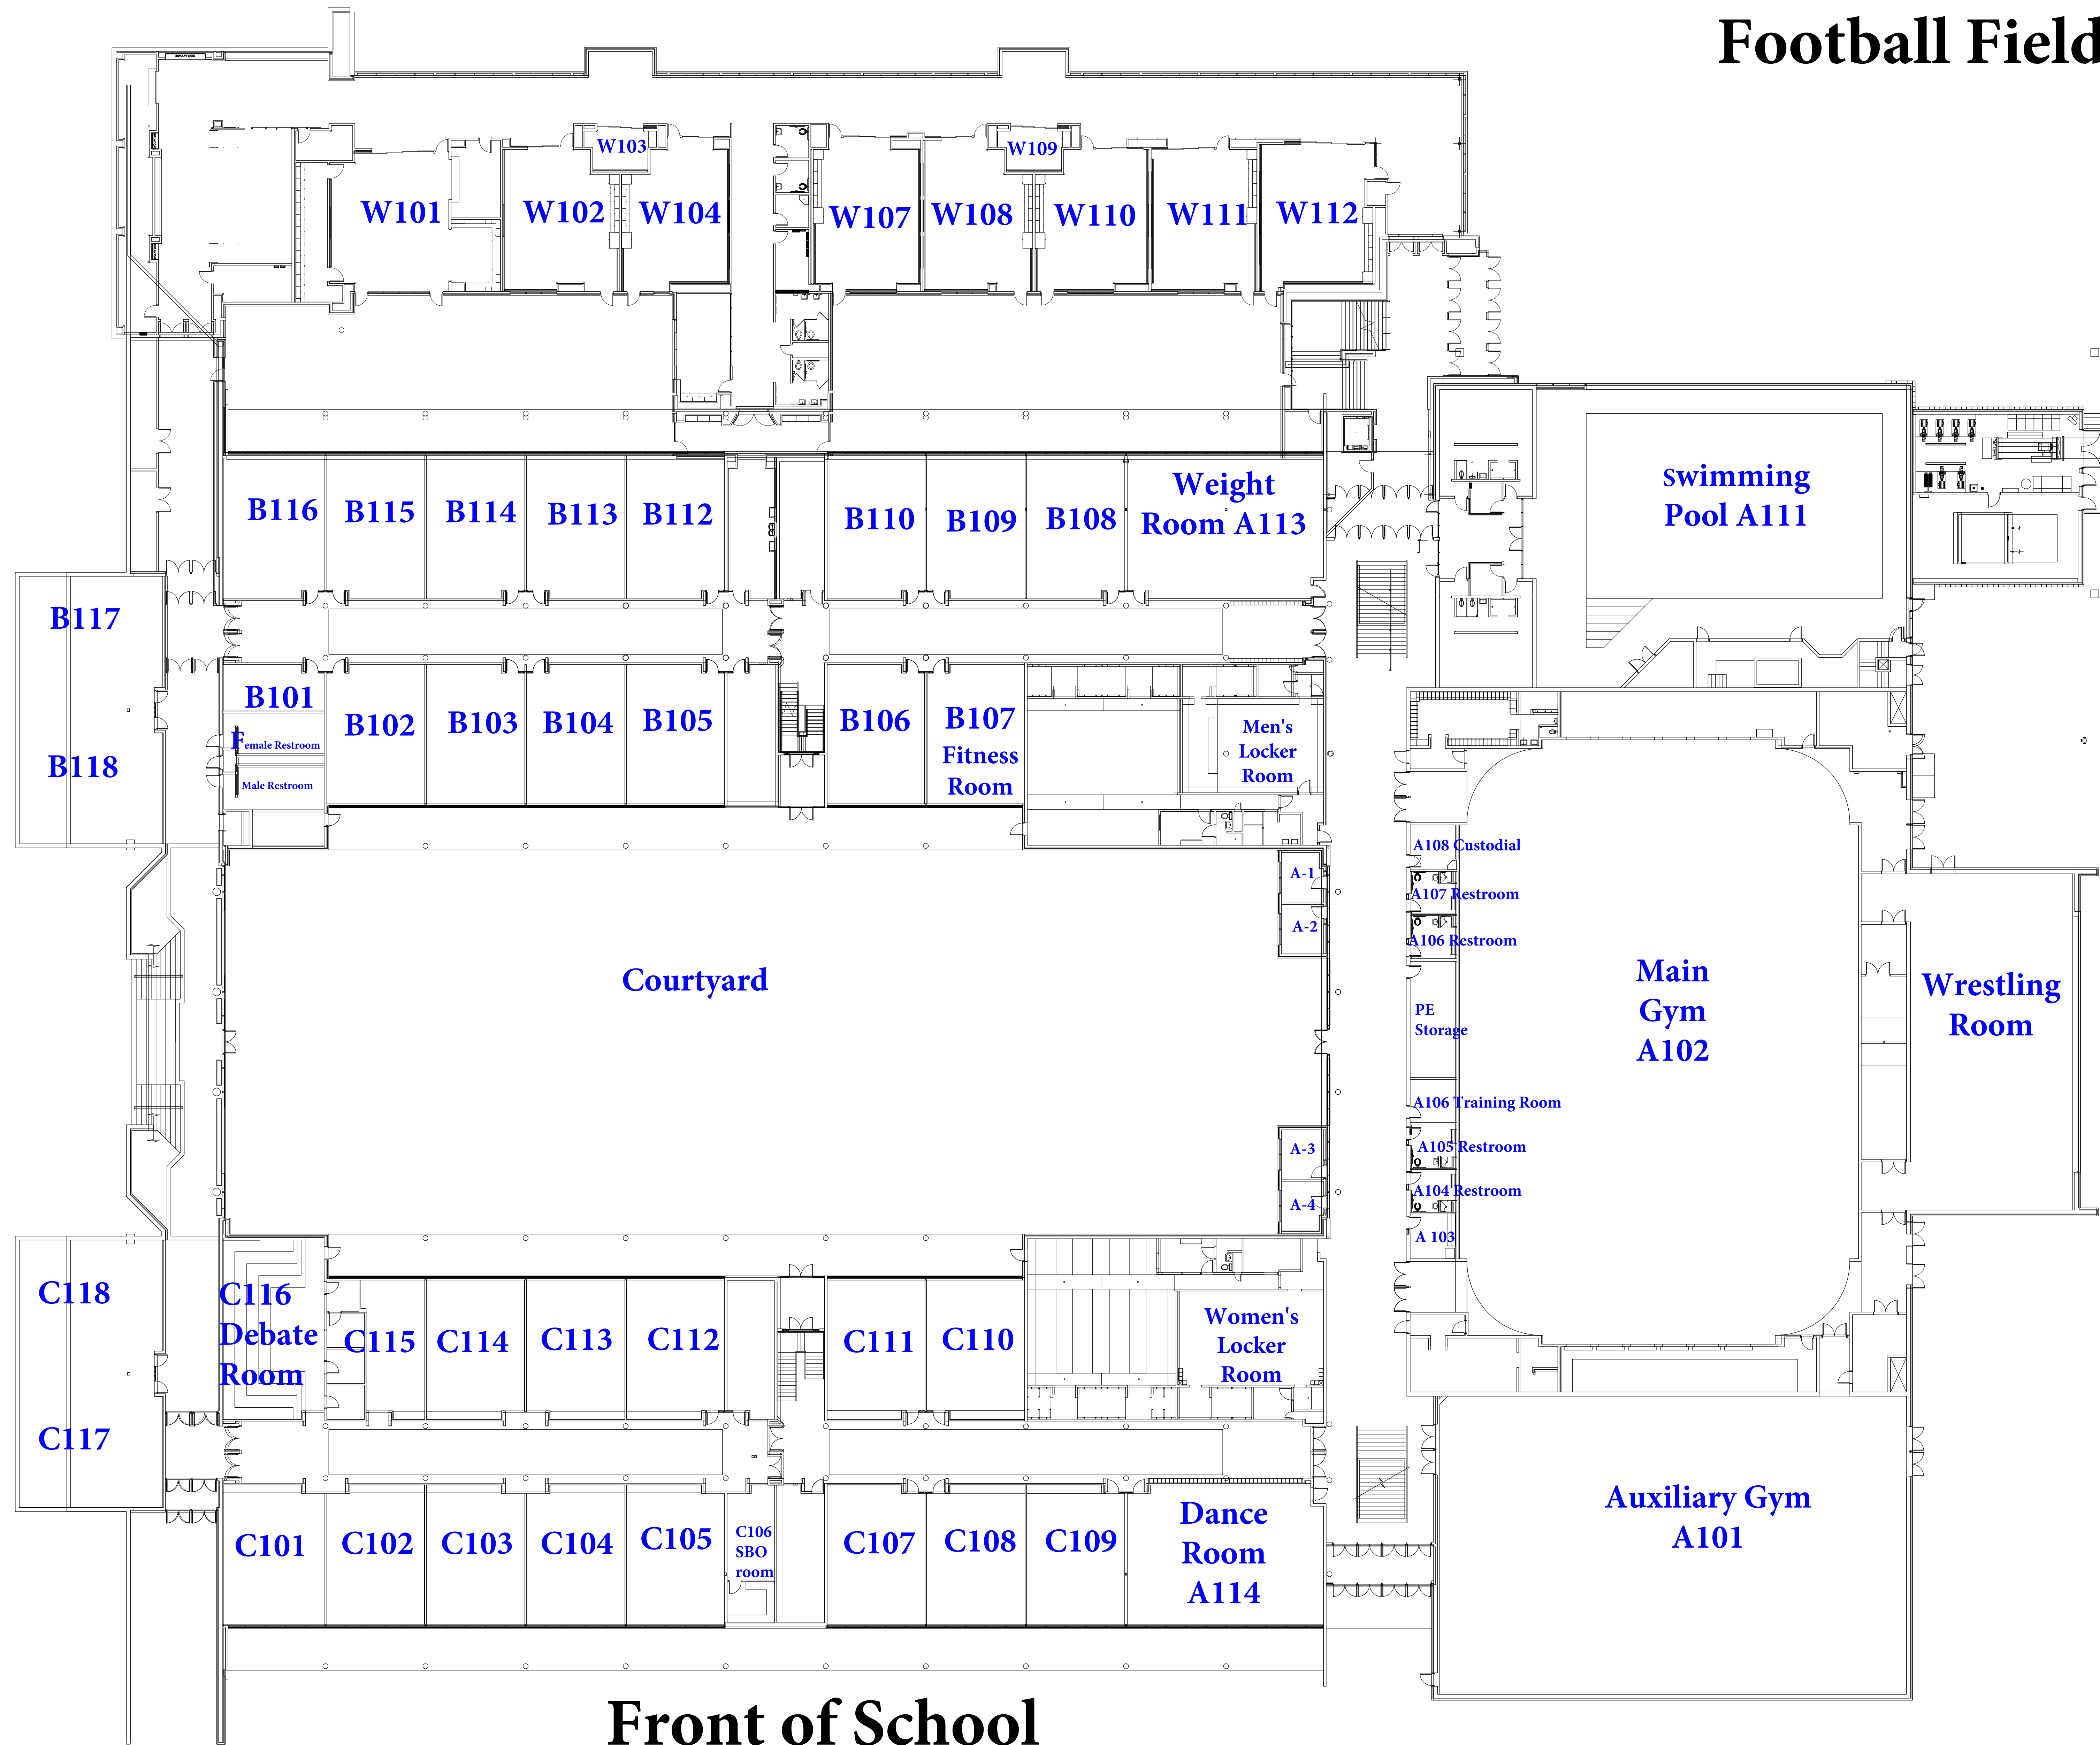 Football Field
W103
W109
W101
W102
W104
W107
W108
W110
W111
W112
B116
B115
B114
B113
B112
B110
B109
B108
Weight
Room A113
Swimming
Pool A111
B117
B118
B101
Female Restroom
Male Restroom
B102
B103
B104
B105
B106
B107
Fitness
Room
Men's
Locker
Room
A-1
A-2
A-3
A-4
Courtyard
A108 Custodial
A107 Restroom
A106 Restroom
PE
Storage
A106 Training Room
A105 Restroom
A104 Restroom
A 103
Main
Gym
A102
Wrestling
Room
C118
C117
C116
Debate
Room
C115
C114
C113
C112
C111
C110
Women's
Locker
Room
C101
C102
C103
C104
C105
C106
SBO
room
C107
C108
C109
Dance
Room
A114
Auxiliary Gym
A101
Front of School